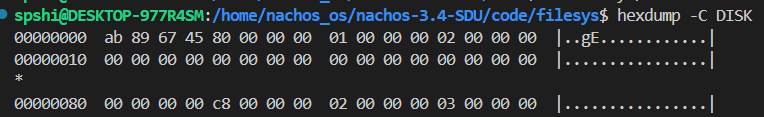 spshi@DESKTOP-977R4SM:/home/nachos_os/nachos-3.4-SDU/code/filesys$ hexdump -C DISK
00000000  ab 89 67 45 80 00 00 00  01 00 00 00 02 00 00 00  |..gE............|
00000010  00 00 00 00 00 00 00 00  00 00 00 00 00 00 00 00  |................|
*
00000080  00 00 00 00 c8 00 00 00  02 00 00 00 03 00 00 00  |................|